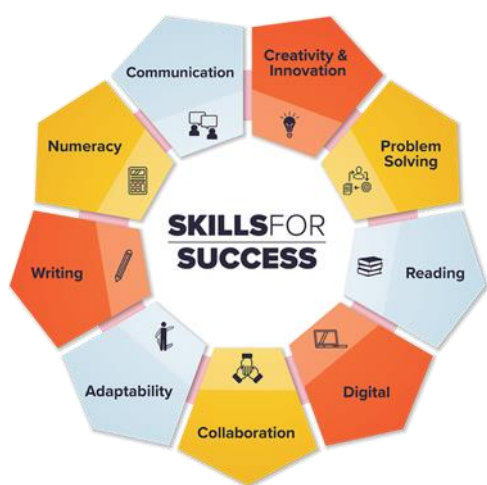 Communication
Creativity &
Innovation
Problem
Solving
Reading
Digital
Collaboration
Adaptability
Writing
Numeracy
SKILLSFOR
SUCCESS